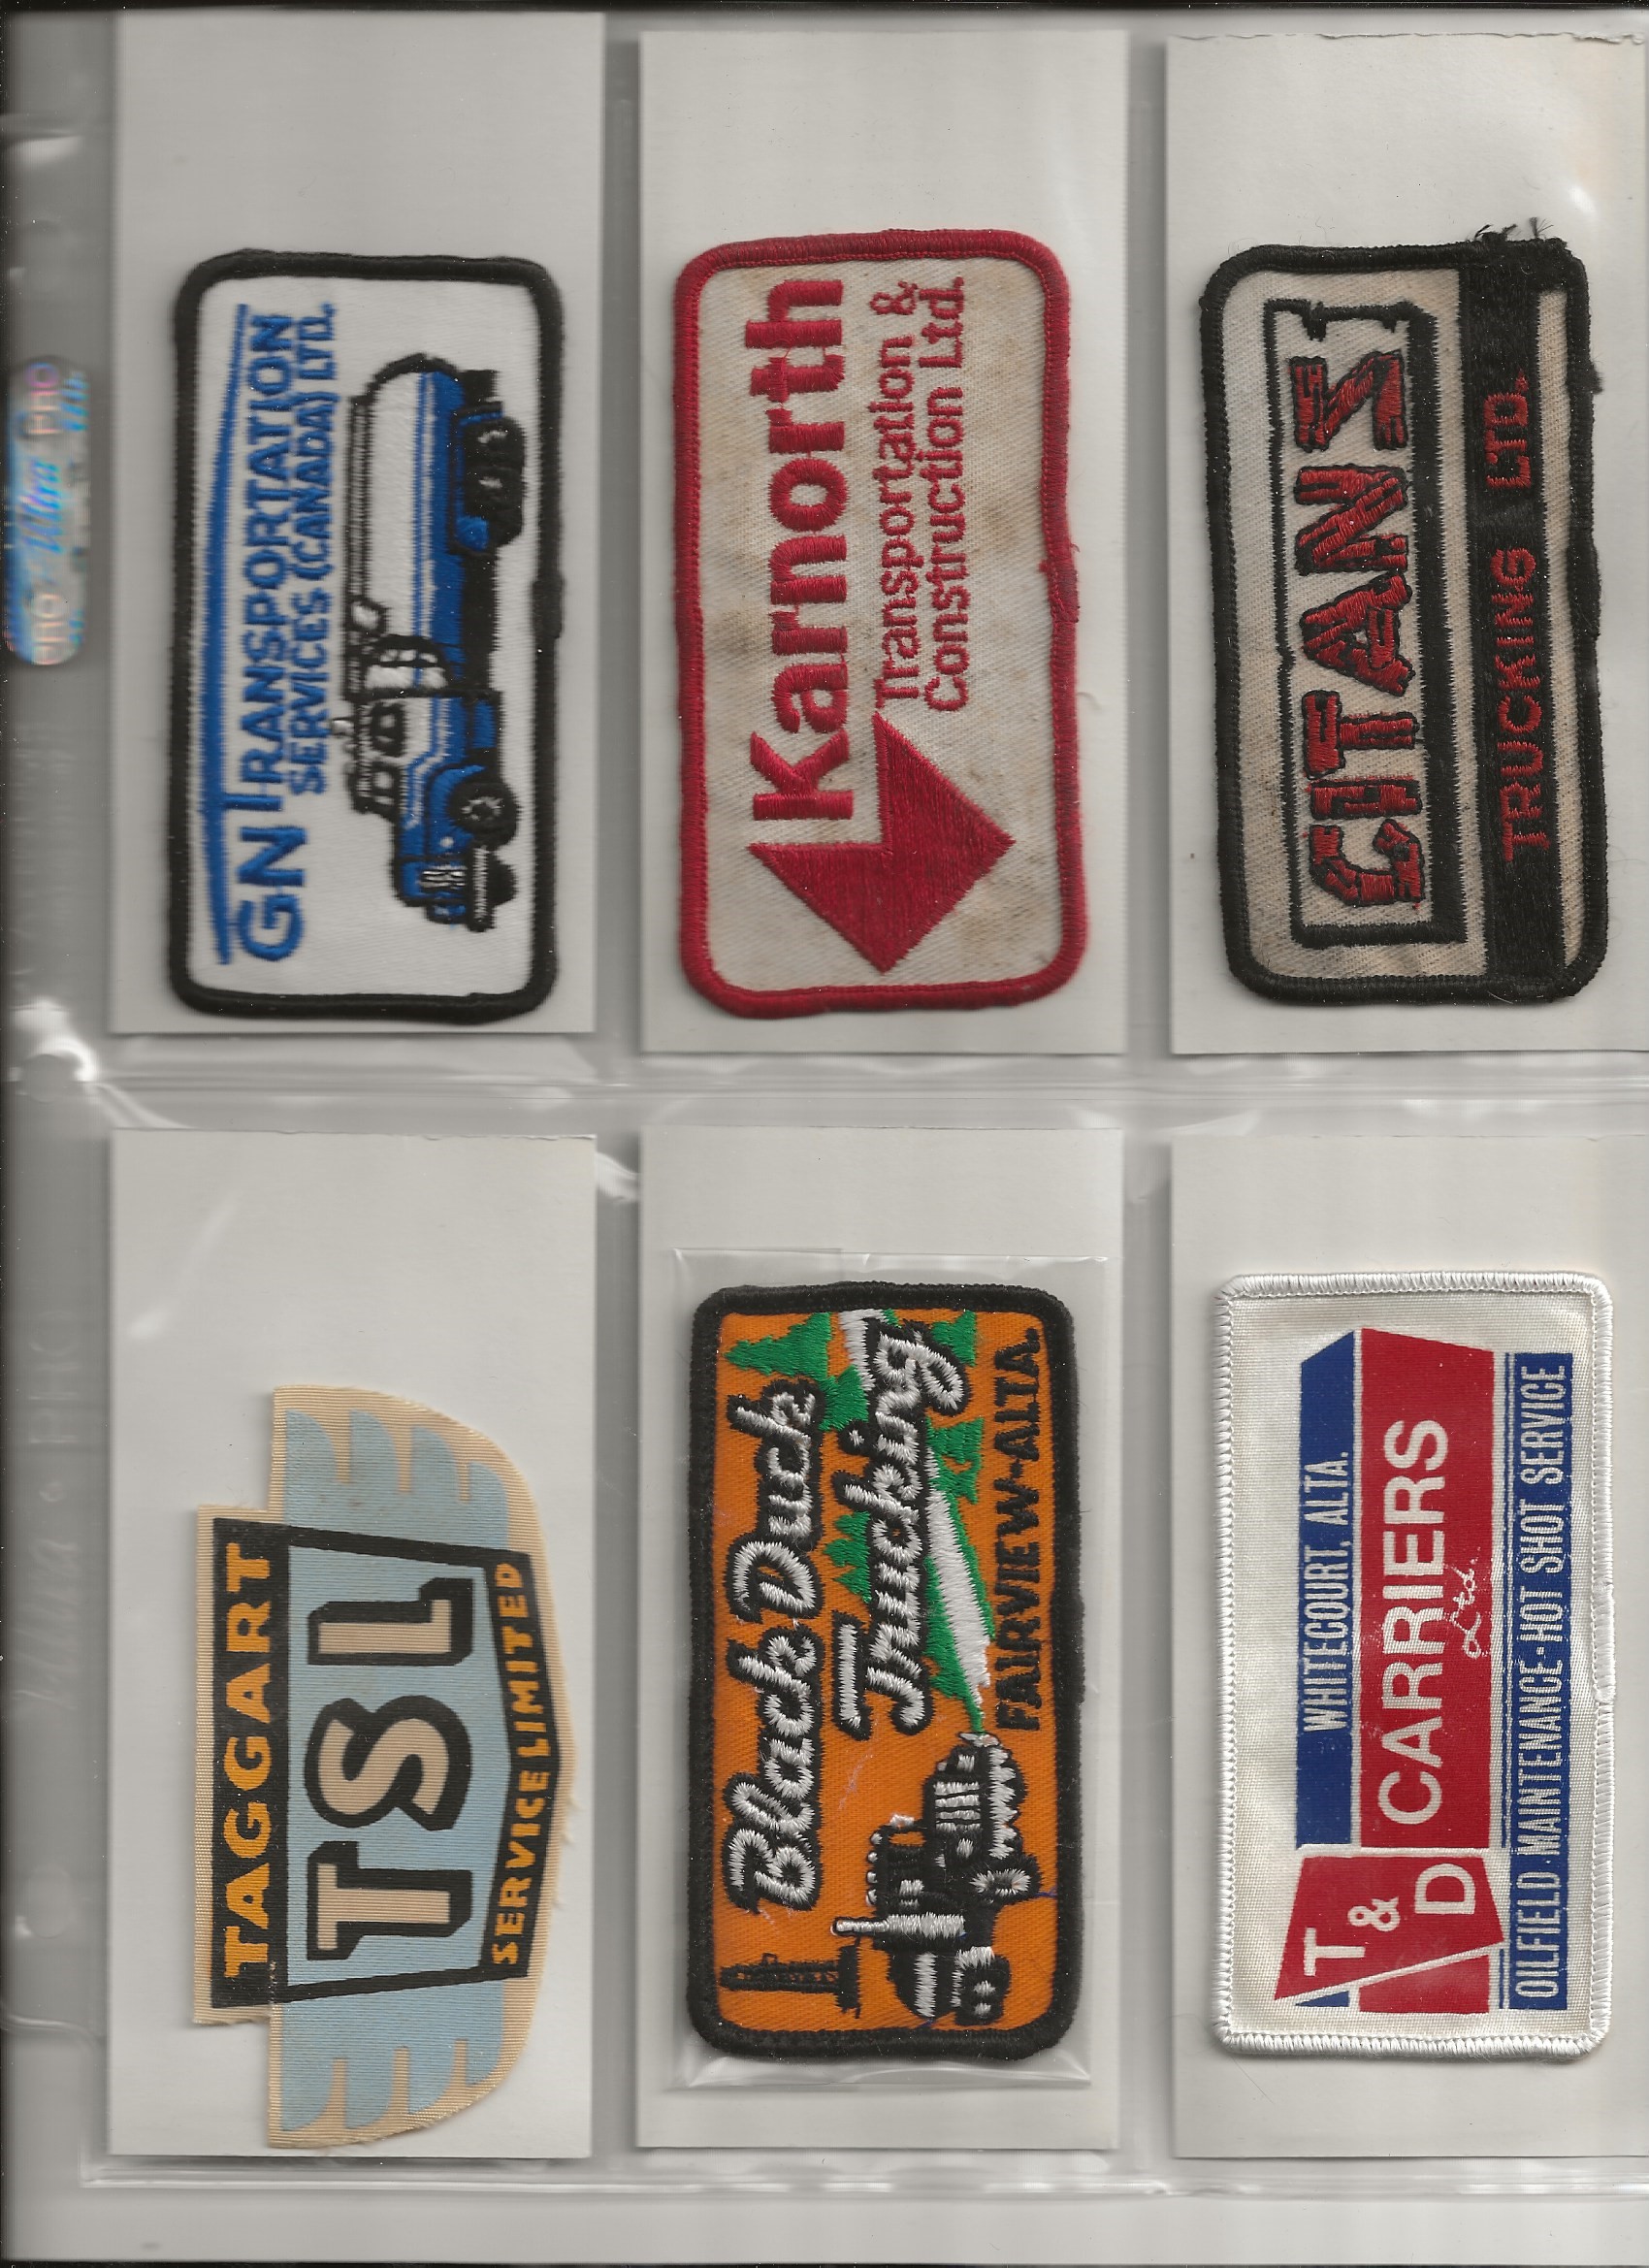 Ultra • PRO
PRO Ultra PRO
TAGGART
TSL
SERVICE LIMITED
GN TRANSPORTATION
SERVICES (CANADA) LTD.
Black Duck
Trucking
FAIRVIEW-ALTA.
Karnorth
Transportation &
Construction Ltd.
T & D
WHITECOURT, ALTA.
CARRIERS
Ltd.
OILFIELD MAINTENANCE·HOT SHOT SERVICE
CITANS
TRUCKING LTD.